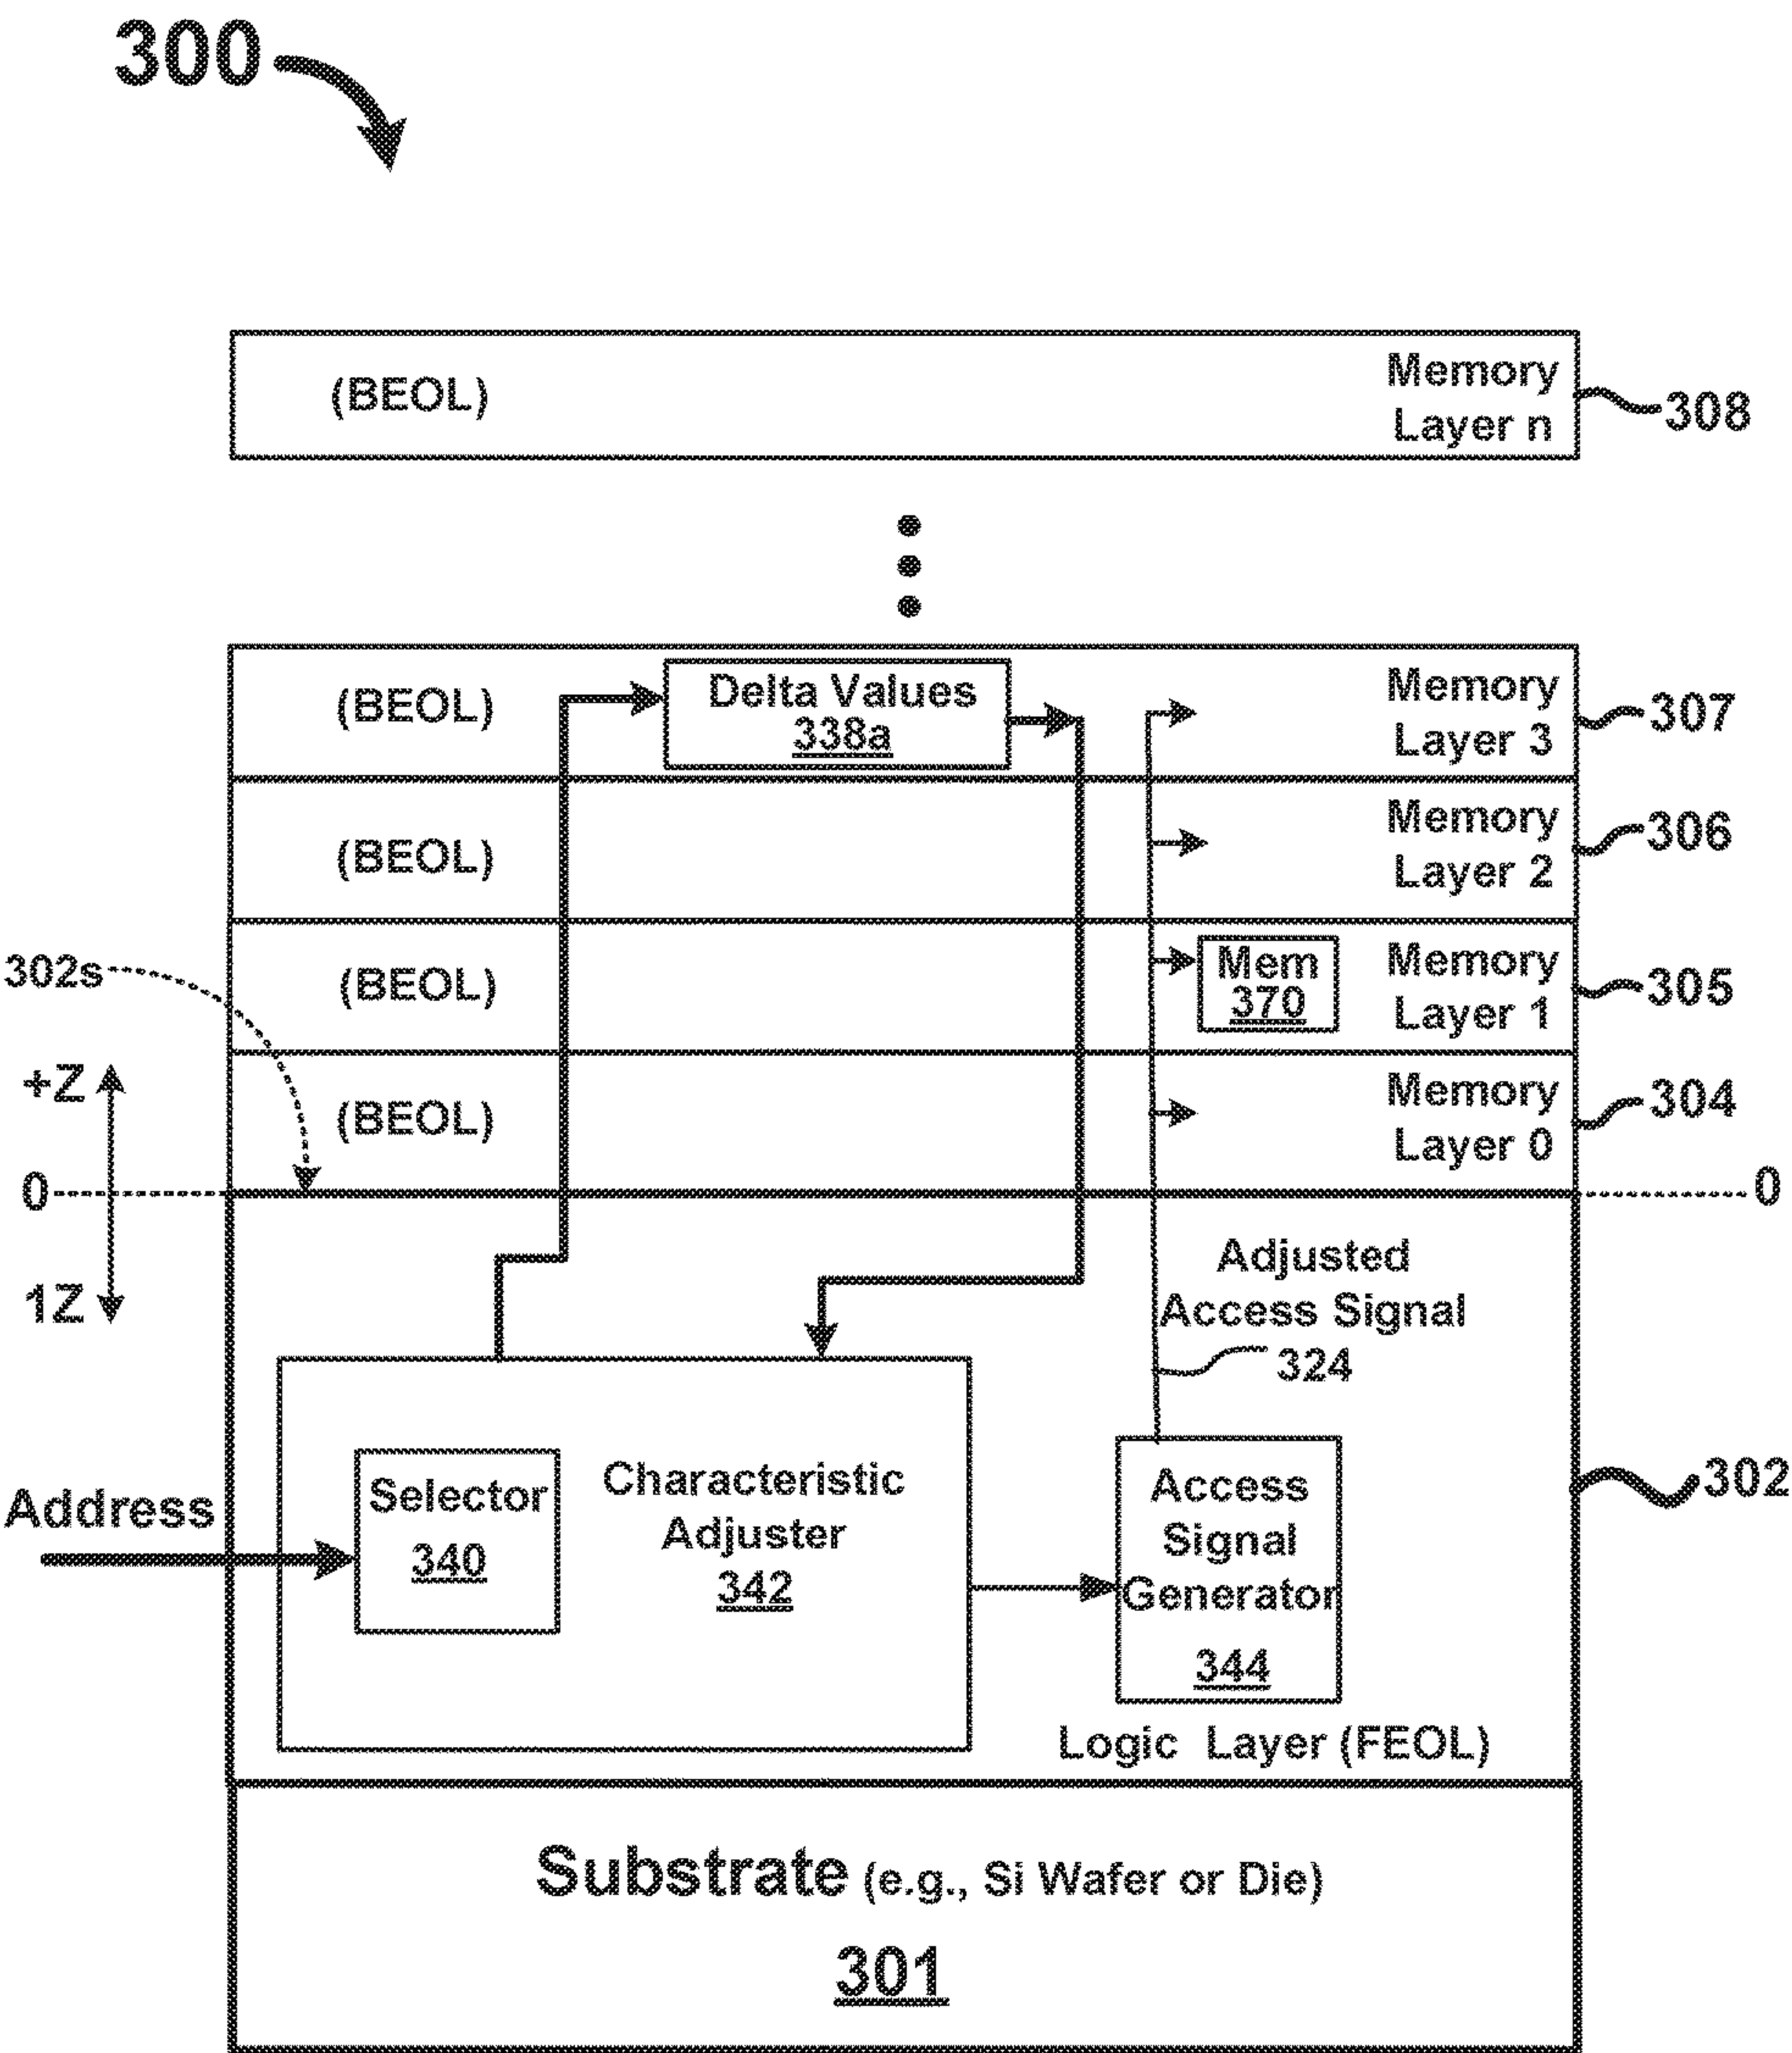 300
(BEOL)
Memory
Layer n
308
(BEOL)
Delta Values
338a
Memory
Layer 3
307
(BEOL)
Memory
Layer 2
306
302s
(BEOL)
Mem
370
Memory
Layer 1
305
+Z
(BEOL)
Memory
Layer 0
304
0
0
1Z
Adjusted
Access Signal
324
Address
Selector
340
Characteristic
Adjuster
342
Access
Signal
Generator
344
302
Logic Layer (FEOL)
Substrate (e.g., Si Wafer or Die)
301